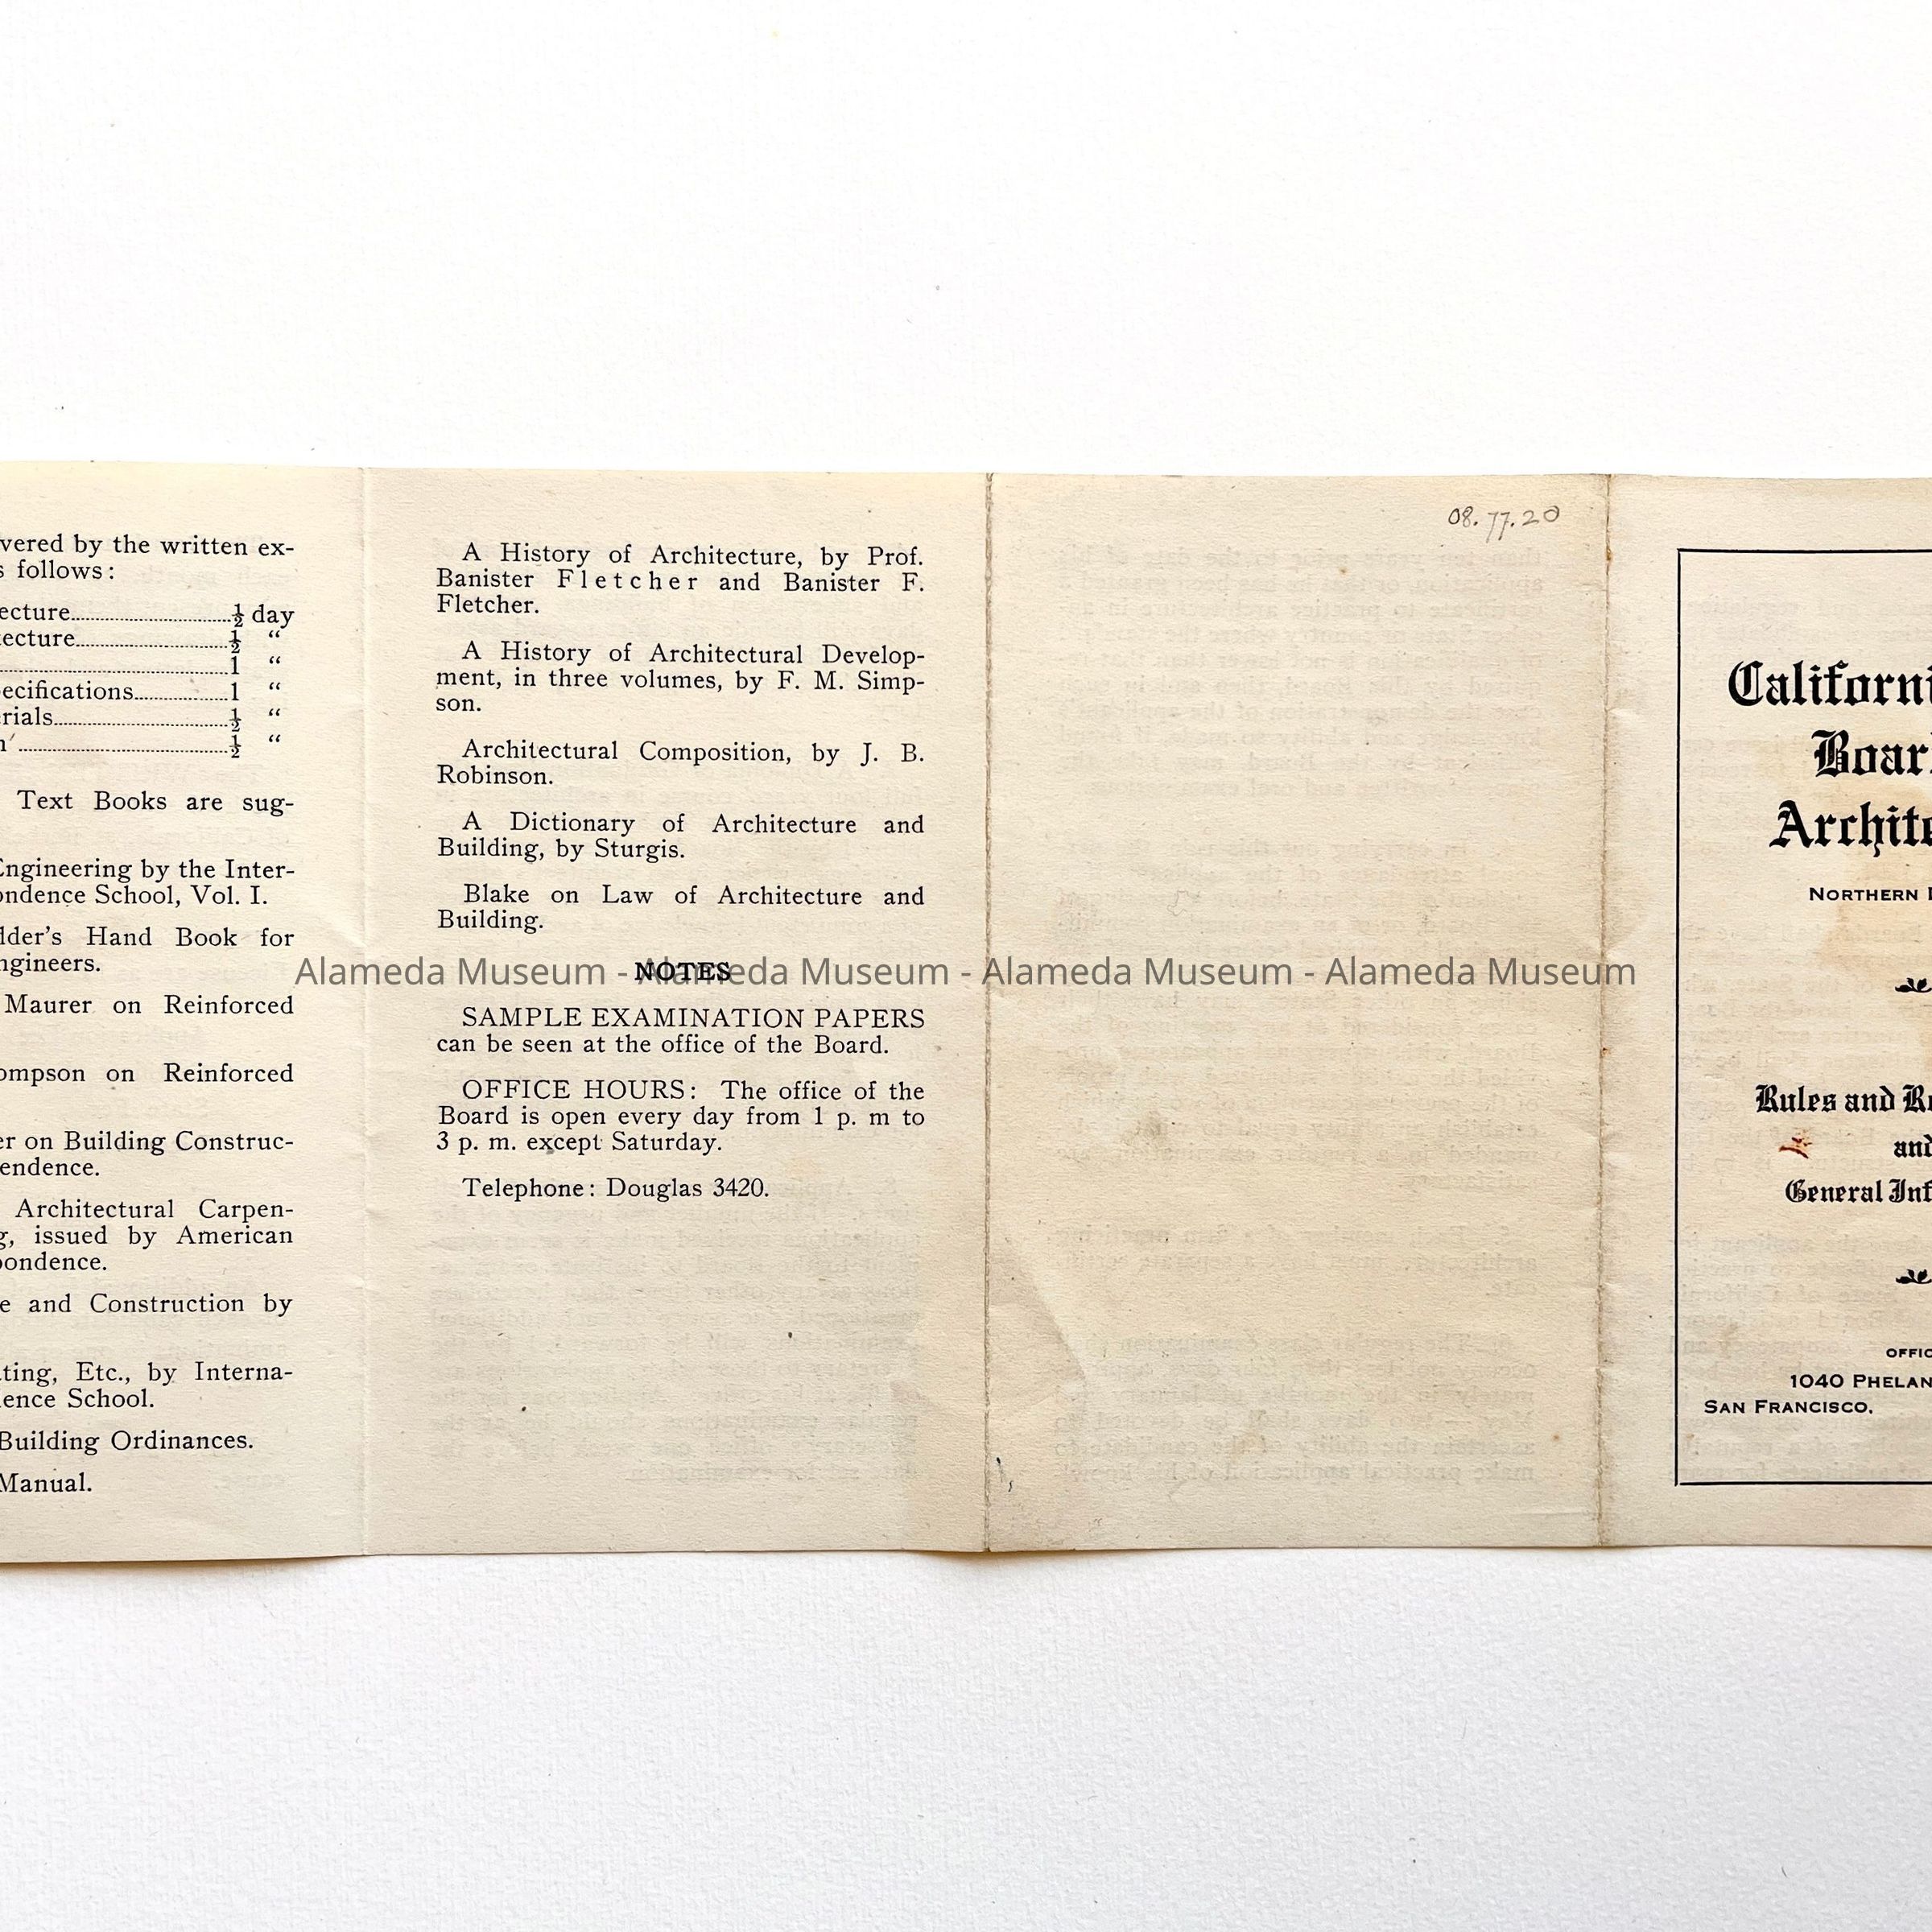 vered by the written ex-
s follows:
ecture ½ day
tecture ½ “
1 “
pecifications 1 “
rials ½ “
n ½ “
Text Books are sug-
Engineering by the Inter-
ondence School, Vol. I.
lder's Hand Book for
ngineers.
Maurer on Reinforced
ompson on Reinforced
er on Building Construc-
endence.
Architectural Carpen-
g, issued by American
pondence.
e and Construction by
ting, Etc., by Interna-
ence School.
Building Ordinances.
Manual.
A History of Architecture, by Prof.
Banister Fletcher and Banister F.
Fletcher.
A History of Architectural Develop-
ment, in three volumes, by F. M. Simp-
son.
Architectural Composition, by J. B.
Robinson.
A Dictionary of Architecture and
Building, by Sturgis.
Blake on Law of Architecture and
Building.
NOTES
SAMPLE EXAMINATION PAPERS
can be seen at the office of the Board.
OFFICE HOURS: The office of the
Board is open every day from 1 p. m to
3 p. m. except Saturday.
Telephone: Douglas 3420.
08.77.20
Californi
Boar
Archite
NORTHERN
Rules and Re
and
General Inf
OFFIC
1040 PHELAN
SAN FRANCISCO.
Alameda Museum - Alameda Museum - Alameda Museum - Alameda Museum